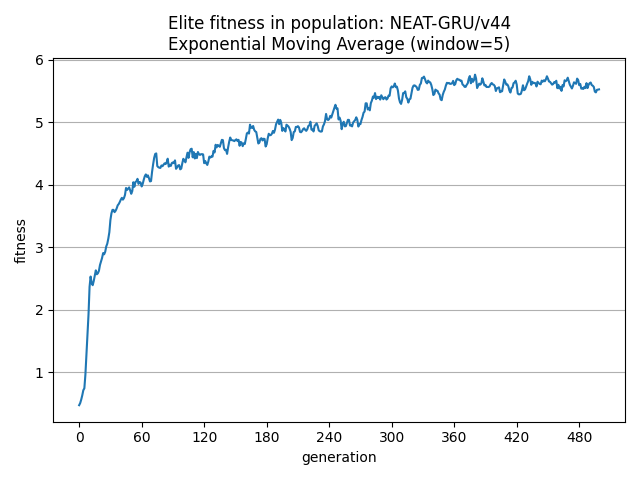 Elite fitness in population: NEAT-GRU/v44
Exponential Moving Average (window=5)
6
5
4
3
2
1
fitness
0 60 120 180 240 300 360 420 480
generation